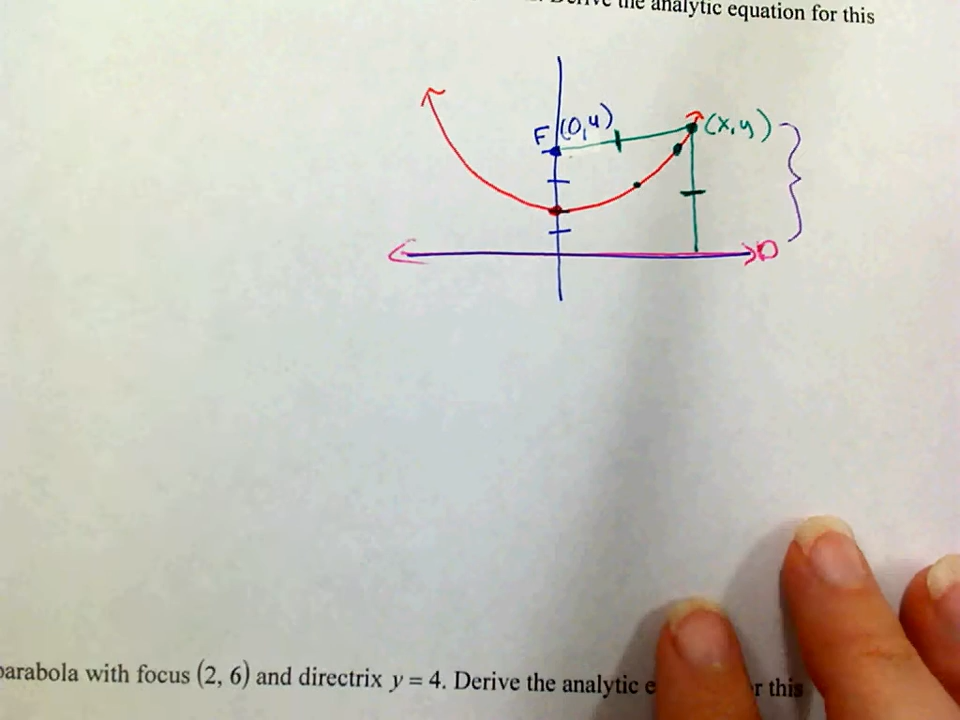 Derive the analytic equation for this
F (0,4)
(x,y)
D
parabola with focus (2, 6) and directrix y = 4. Derive the analytic e r this